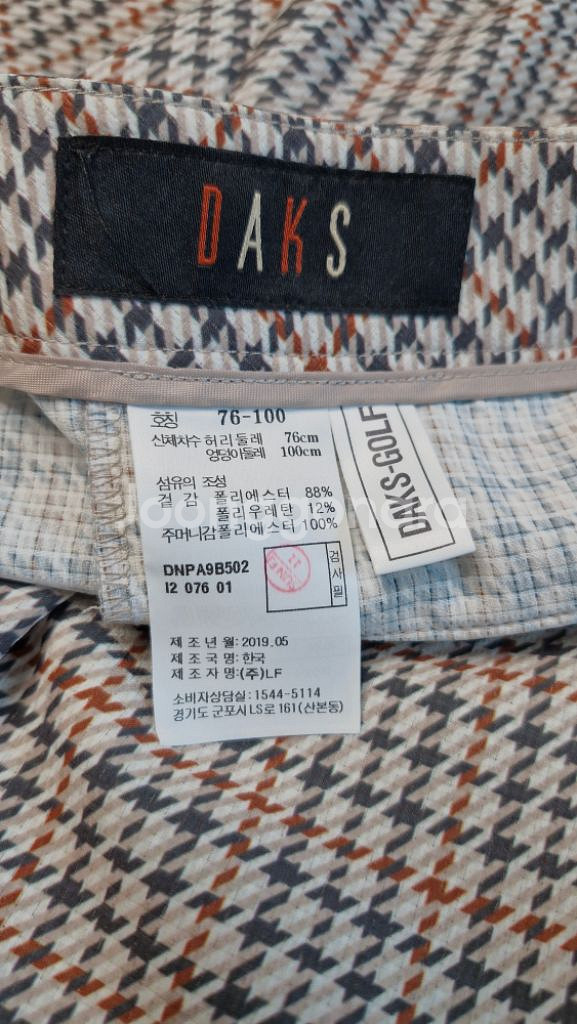 DAKS
호칭 76-100
신체치수 허리둘레 76cm
엉덩이둘레 100cm
섬유의 조성
겉 감 폴리에스터 88%
폴리우레탄 12%
주머니감 폴리에스터 100%
DNPA9B502
I2 076 01
검사필
제 조 년 월: 2019.05
제 조 국 명: 한국
제 조 자 명: (주)LF
소비자상담실: 1544-5114
경기도 군포시 LS로 161(산본동)
DAKS-GOLF